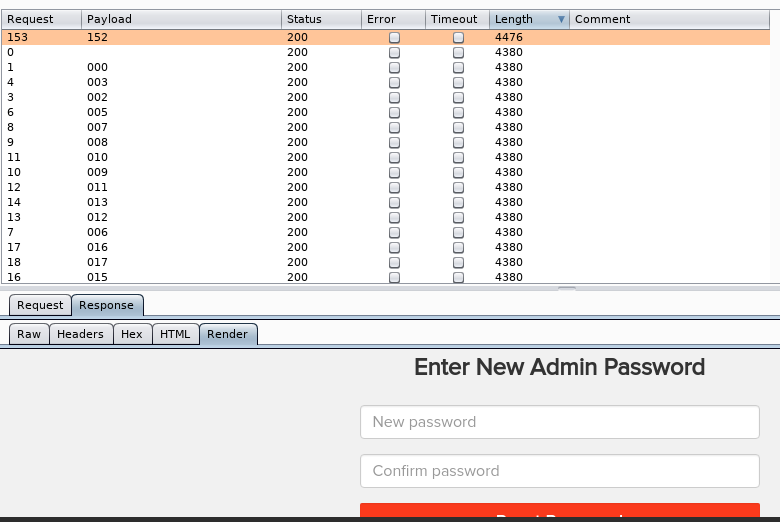 Request Payload Status Error Timeout Length Comment
153 152 200 4476
0 200 4380
1 000 200 4380
4 003 200 4380
3 002 200 4380
6 005 200 4380
8 007 200 4380
9 008 200 4380
11 010 200 4380
10 009 200 4380
12 011 200 4380
14 013 200 4380
13 012 200 4380
7 006 200 4380
17 016 200 4380
18 017 200 4380
16 015 200 4380
Request Response
Raw Headers Hex HTML Render
Enter New Admin Password
New password
Confirm password